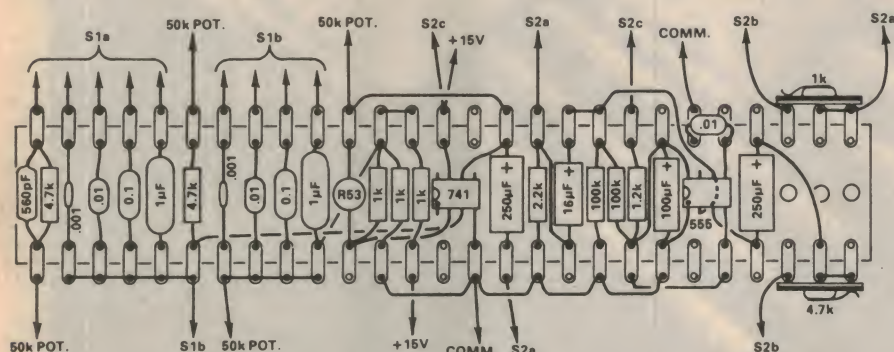 50k POT.
S1a
50k POT.
S1b
50k POT.
S2c
+15V
S2a
S2c
COMM.
S2b
S2a
1k
560pF
4.7k
.001
.01
0.1
1µF
4.7k
.001
.01
0.1
1µF
R53
1k
1k
1k
741
250µF +
2.2k
16µF +
100k
100k
1.2k
100µF +
.01
555
250µF +
4.7k
50k POT.
S1b
50k POT.
+15V
COMM.
S2a
S2b